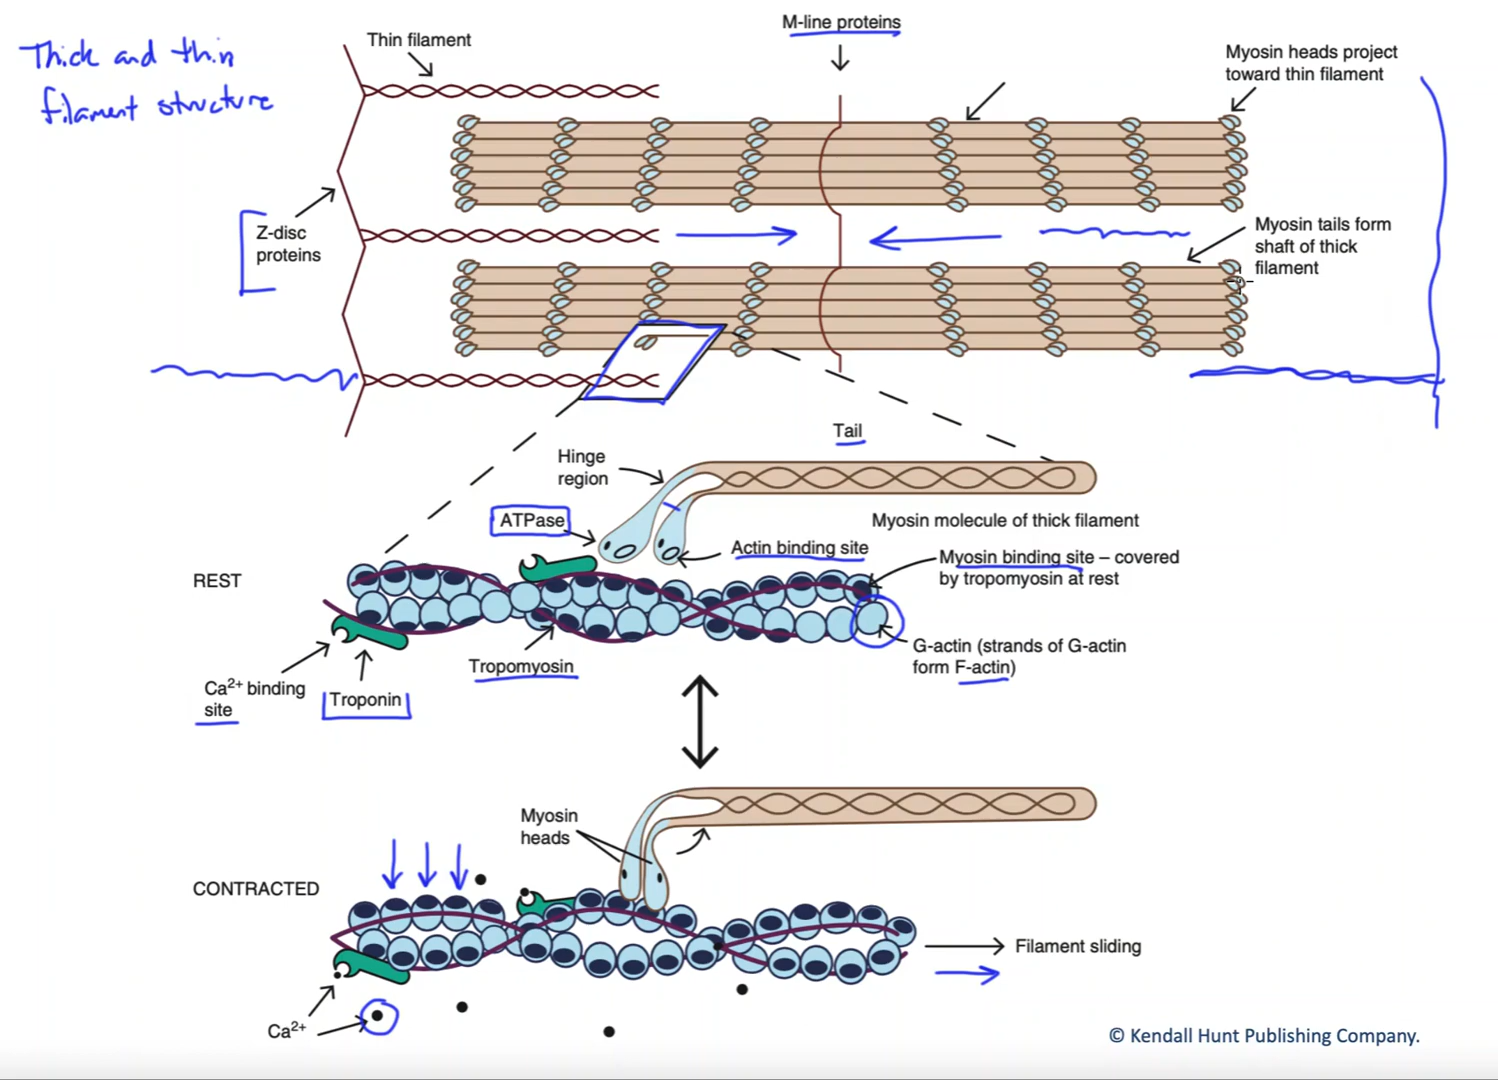 Thick and thin
filament structure
Thin filament
M-line proteins
Myosin heads project
toward thin filament
Z-disc
proteins
Myosin tails form
shaft of thick
filament
Tail
Hinge
region
ATPase
Myosin molecule of thick filament
Actin binding site
Myosin binding site – covered
by tropomyosin at rest
REST
G-actin (strands of G-actin
form F-actin)
Tropomyosin
Ca²⁺ binding
site
Troponin
Myosin
heads
CONTRACTED
Filament sliding
Ca²⁺
© Kendall Hunt Publishing Company.